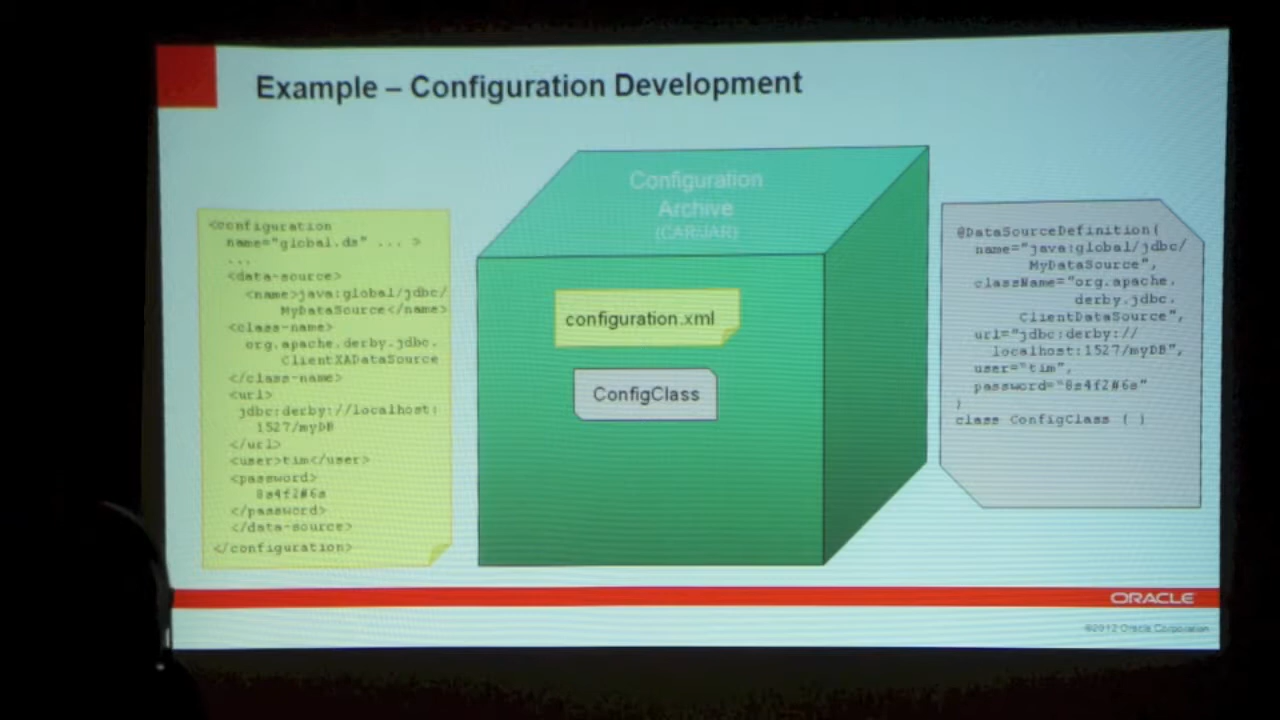 Example – Configuration Development
<configuration
name="global.ds" ... >
...
<data-source>
<name>java:global/jdbc/
MyDataSource</name>
<class-name>
org.apache.derby.jdbc.
ClientXADataSource
</class-name>
<url>
jdbc:derby://localhost:
1527/myDB
</url>
<user>tim</user>
<password>
8s4f2#6s
</password>
</data-source>
</configuration>
Configuration
Archive
(CAR/JAR)
configuration.xml
ConfigClass
@DataSourceDefinition(
name="java:global/jdbc/
MyDataSource",
className="org.apache.
derby.jdbc.
ClientDataSource",
url="jdbc:derby://
localhost:1527/myDB",
user="tim",
password="8s4f2#6s"
)
class ConfigClass { }
ORACLE
©2012 Oracle Corporation